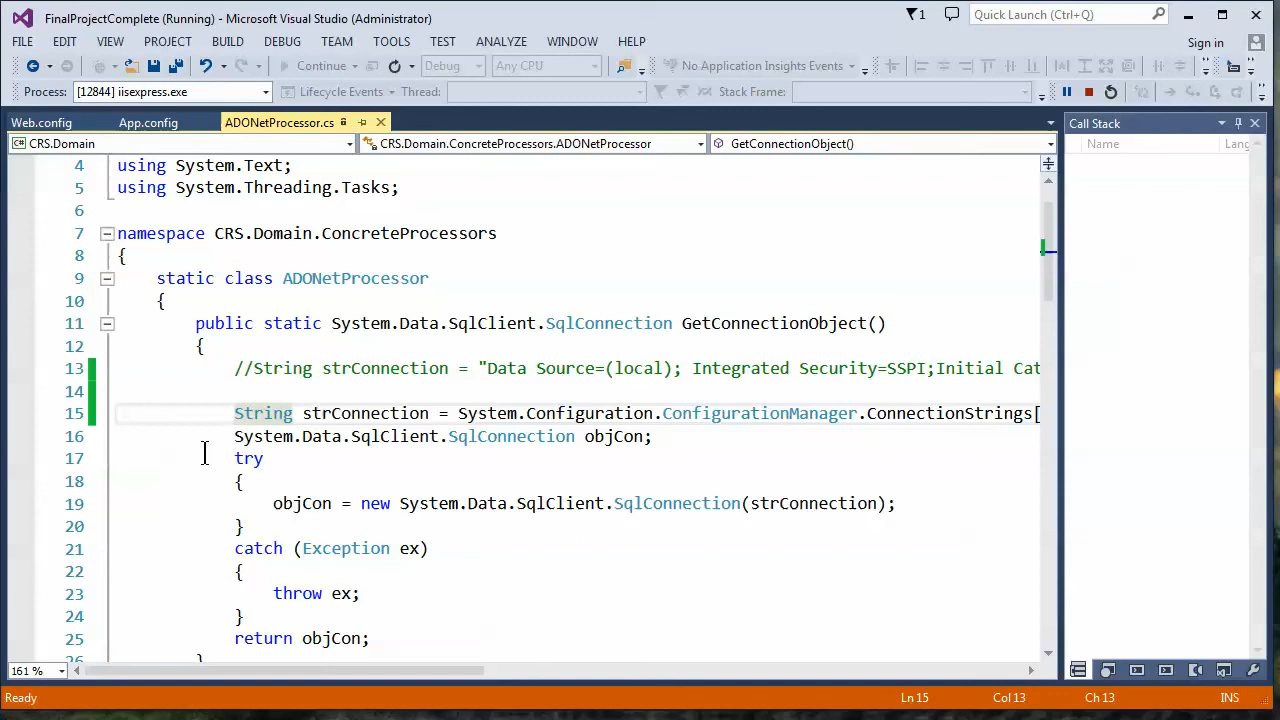 FinalProjectComplete (Running) - Microsoft Visual Studio (Administrator)
1
Quick Launch (Ctrl+Q)
FILE EDIT VIEW PROJECT BUILD DEBUG TEAM TOOLS TEST ANALYZE WINDOW HELP
Sign in
Continue Debug Any CPU No Application Insights Events
Process: [12844] iisexpress.exe Lifecycle Events Thread: Stack Frame:
Web.config App.config ADONetProcessor.cs
Call Stack
CRS.Domain CRS.Domain.ConcreteProcessors.ADONetProcessor GetConnectionObject()
Name Lang
4 using System.Text;
5 using System.Threading.Tasks;
6
7 namespace CRS.Domain.ConcreteProcessors
8 {
9 static class ADONetProcessor
10 {
11 public static System.Data.SqlClient.SqlConnection GetConnectionObject()
12 {
13 //String strConnection = "Data Source=(local); Integrated Security=SSPI;Initial Cat
14
15 String strConnection = System.Configuration.ConfigurationManager.ConnectionStrings[
16 System.Data.SqlClient.SqlConnection objCon;
17 try
18 {
19 objCon = new System.Data.SqlClient.SqlConnection(strConnection);
20 }
21 catch (Exception ex)
22 {
23 throw ex;
24 }
25 return objCon;
26 }
161 %
Ready Ln 15 Col 13 Ch 13 INS